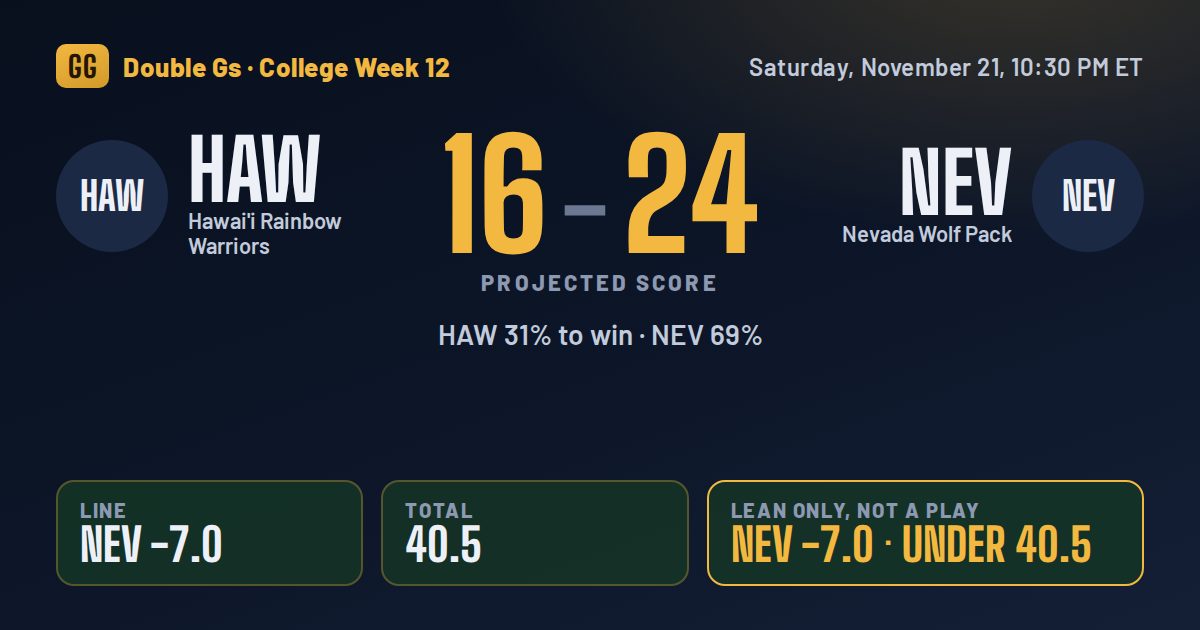 GG
Double Gs · College Week 12
Saturday, November 21, 10:30 PM ET
HAW
HAW
Hawai'i Rainbow
Warriors
16 – 24
PROJECTED SCORE
HAW 31% to win · NEV 69%
NEV
Nevada Wolf Pack
NEV
LINE
NEV −7.0
TOTAL
40.5
LEAN ONLY, NOT A PLAY
NEV −7.0 · UNDER 40.5